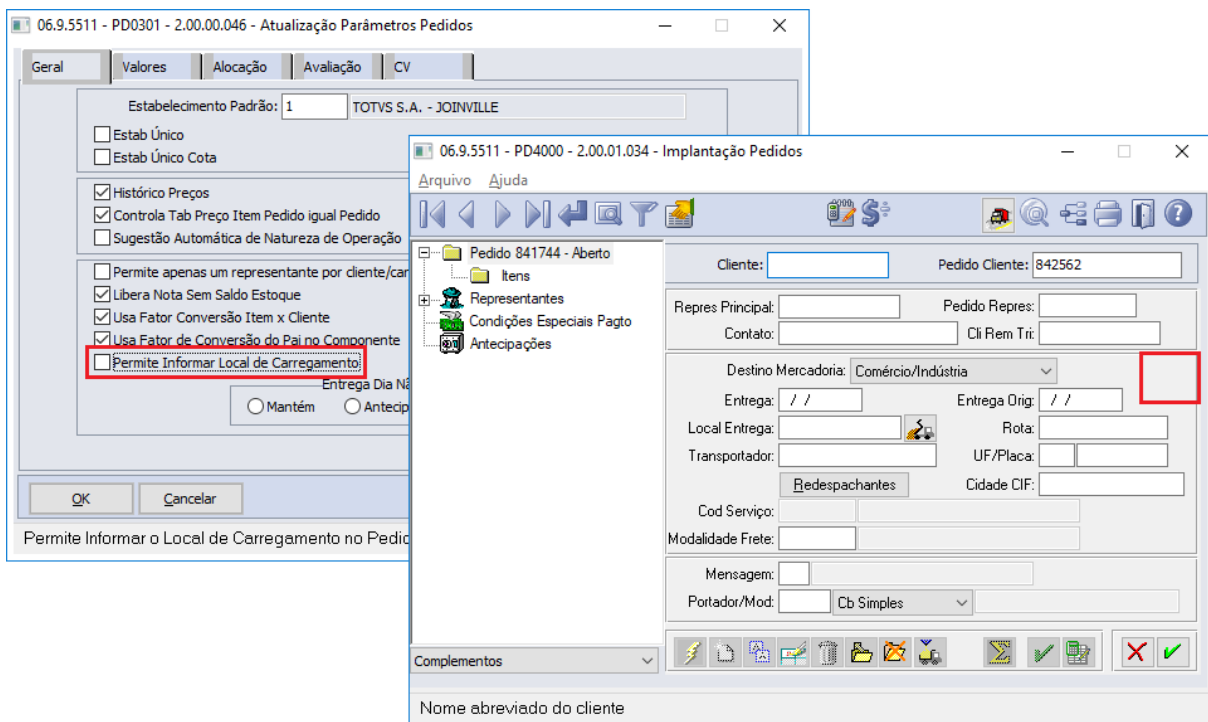 06.9.5511 - PD0301 - 2.00.00.046 - Atualização Parâmetros Pedidos
Geral Valores Alocação Avaliação CV
Estabelecimento Padrão: 1 TOTVS S.A. - JOINVILLE
Estab Único
Estab Único Cota
Histórico Preços
Controla Tab Preço Item Pedido igual Pedido
Sugestão Automática de Natureza de Operação
Permite apenas um representante por cliente/car
Libera Nota Sem Saldo Estoque
Usa Fator Conversão Item x Cliente
Usa Fator de Conversão do Pai no Componente
Permite Informar Local de Carregamento
Entrega Dia Nã
Mantém Antecip
OK Cancelar
Permite Informar o Local de Carregamento no Pedid
06.9.5511 - PD4000 - 2.00.01.034 - Implantação Pedidos
Arquivo Ajuda
Pedido 841744 - Aberto
Itens
Representantes
Condições Especiais Pagto
Antecipações
Complementos
Cliente: Pedido Cliente: 842562
Repres Principal: Pedido Repres:
Contato: Cli Rem Tri:
Destino Mercadoria: Comércio/Indústria
Entrega: / / Entrega Orig: / /
Local Entrega: Rota:
Transportador: UF/Placa:
Redespachantes Cidade CIF:
Cod Serviço:
Modalidade Frete:
Mensagem:
Portador/Mod: Cb Simples
Nome abreviado do cliente